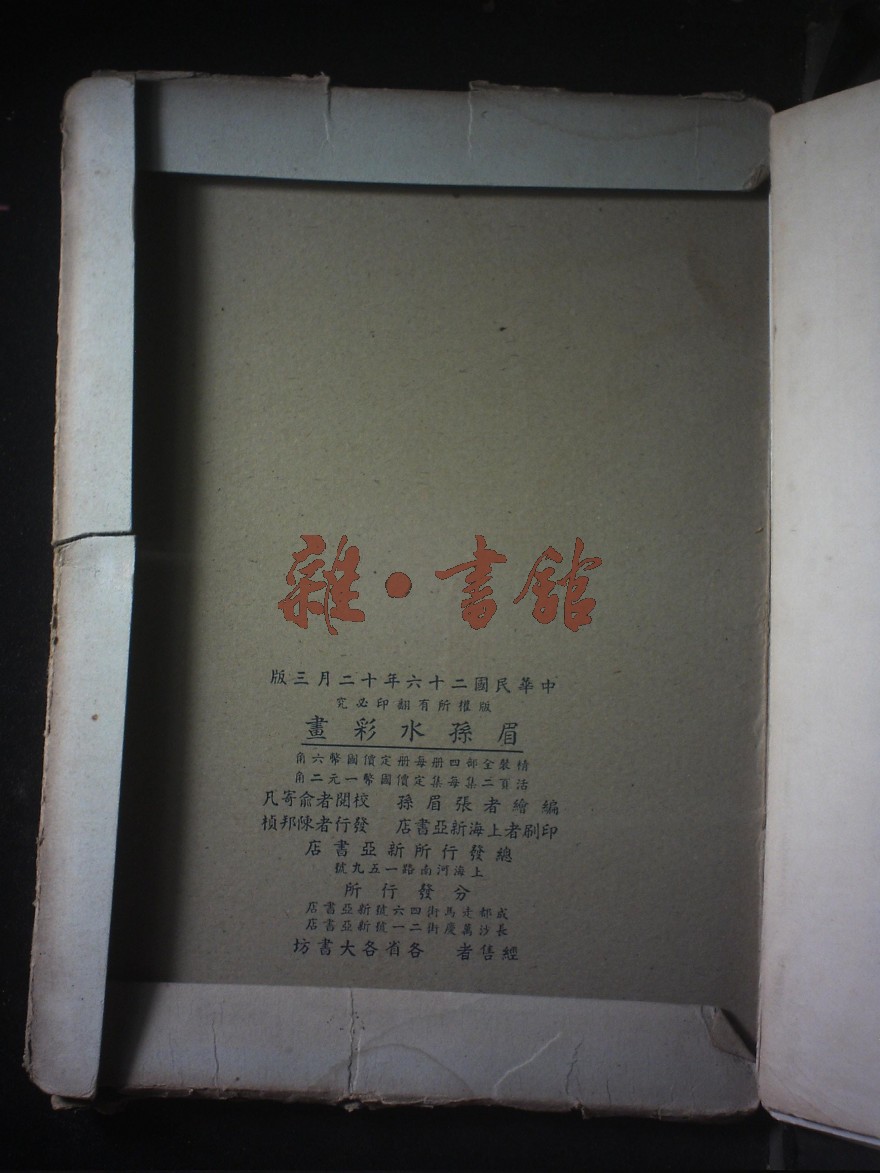 雜·書館
中華民國二十六年十二月三版
版權所有翻印必究
眉孫水彩畫
精裝全部四册每册定價國幣六角
活頁二集每集定價國幣一元二角
編繪者張眉孫 校閱者俞寄凡
印刷者上海新亞書店 發行者陳邦楨
總發行所新亞書店
上海河南路一五九號
分發行所
成都走馬街四六號新亞書店
長沙萬慶街二一號新亞書店
經售者 各省各大書坊